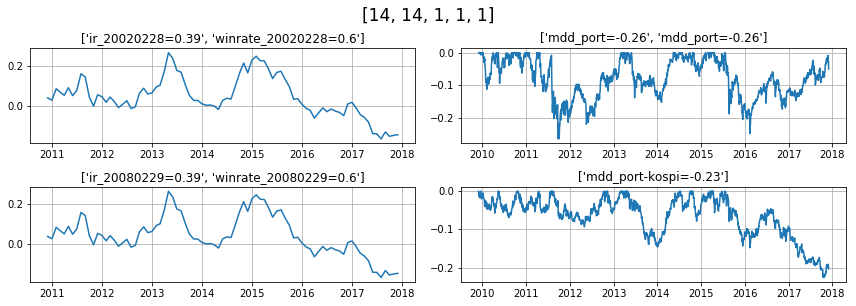 [14, 14, 1, 1, 1]
['ir_20020228=0.39', 'winrate_20020228=0.6']
0.2
0.0
2011 2012 2013 2014 2015 2016 2017 2018
['mdd_port=-0.26', 'mdd_port=-0.26']
0.0
−0.1
−0.2
2010 2011 2012 2013 2014 2015 2016 2017 2018
['ir_20080229=0.39', 'winrate_20080229=0.6']
0.2
0.0
2011 2012 2013 2014 2015 2016 2017 2018
['mdd_port-kospi=-0.23']
0.0
−0.1
−0.2
2010 2011 2012 2013 2014 2015 2016 2017 2018